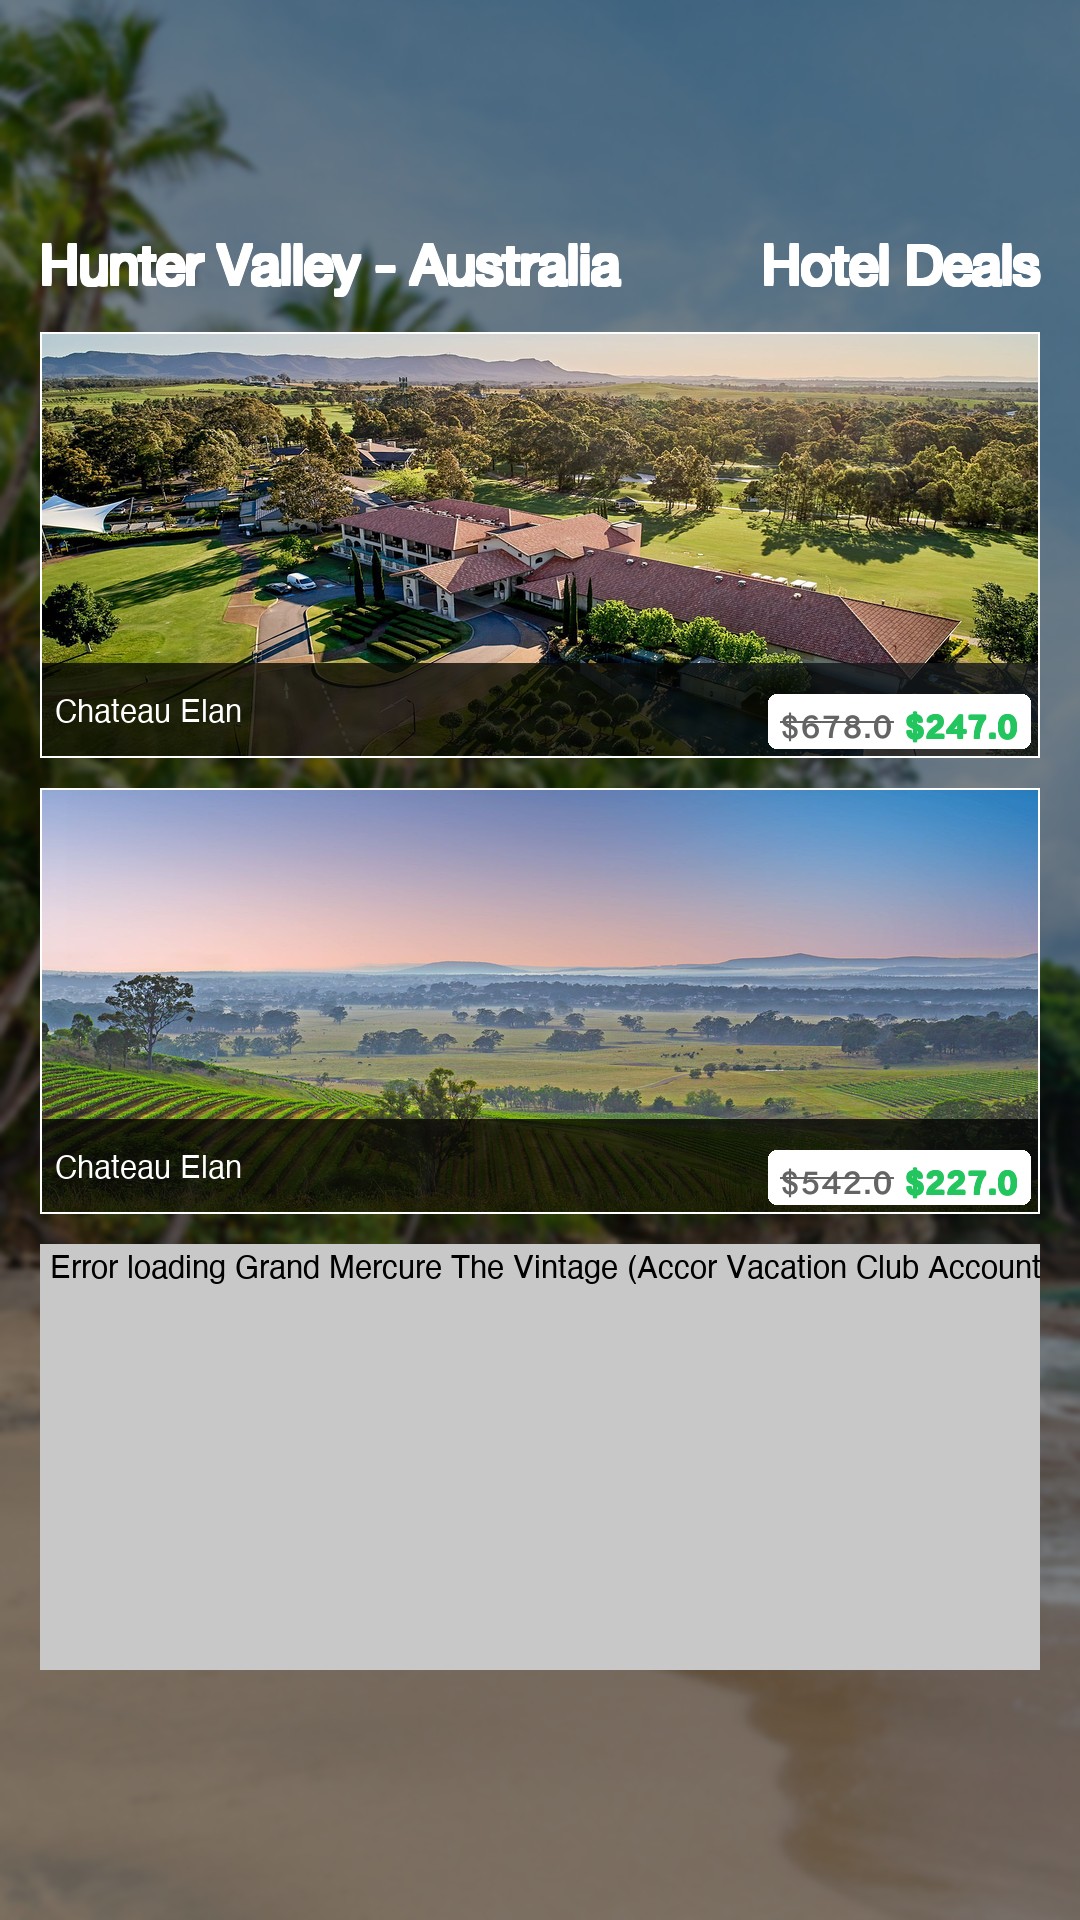 Hunter Valley - Australia Hotel Deals
Chateau Elan
$678.0 $247.0
Chateau Elan
$542.0 $227.0
Error loading Grand Mercure The Vintage (Accor Vacation Club Account